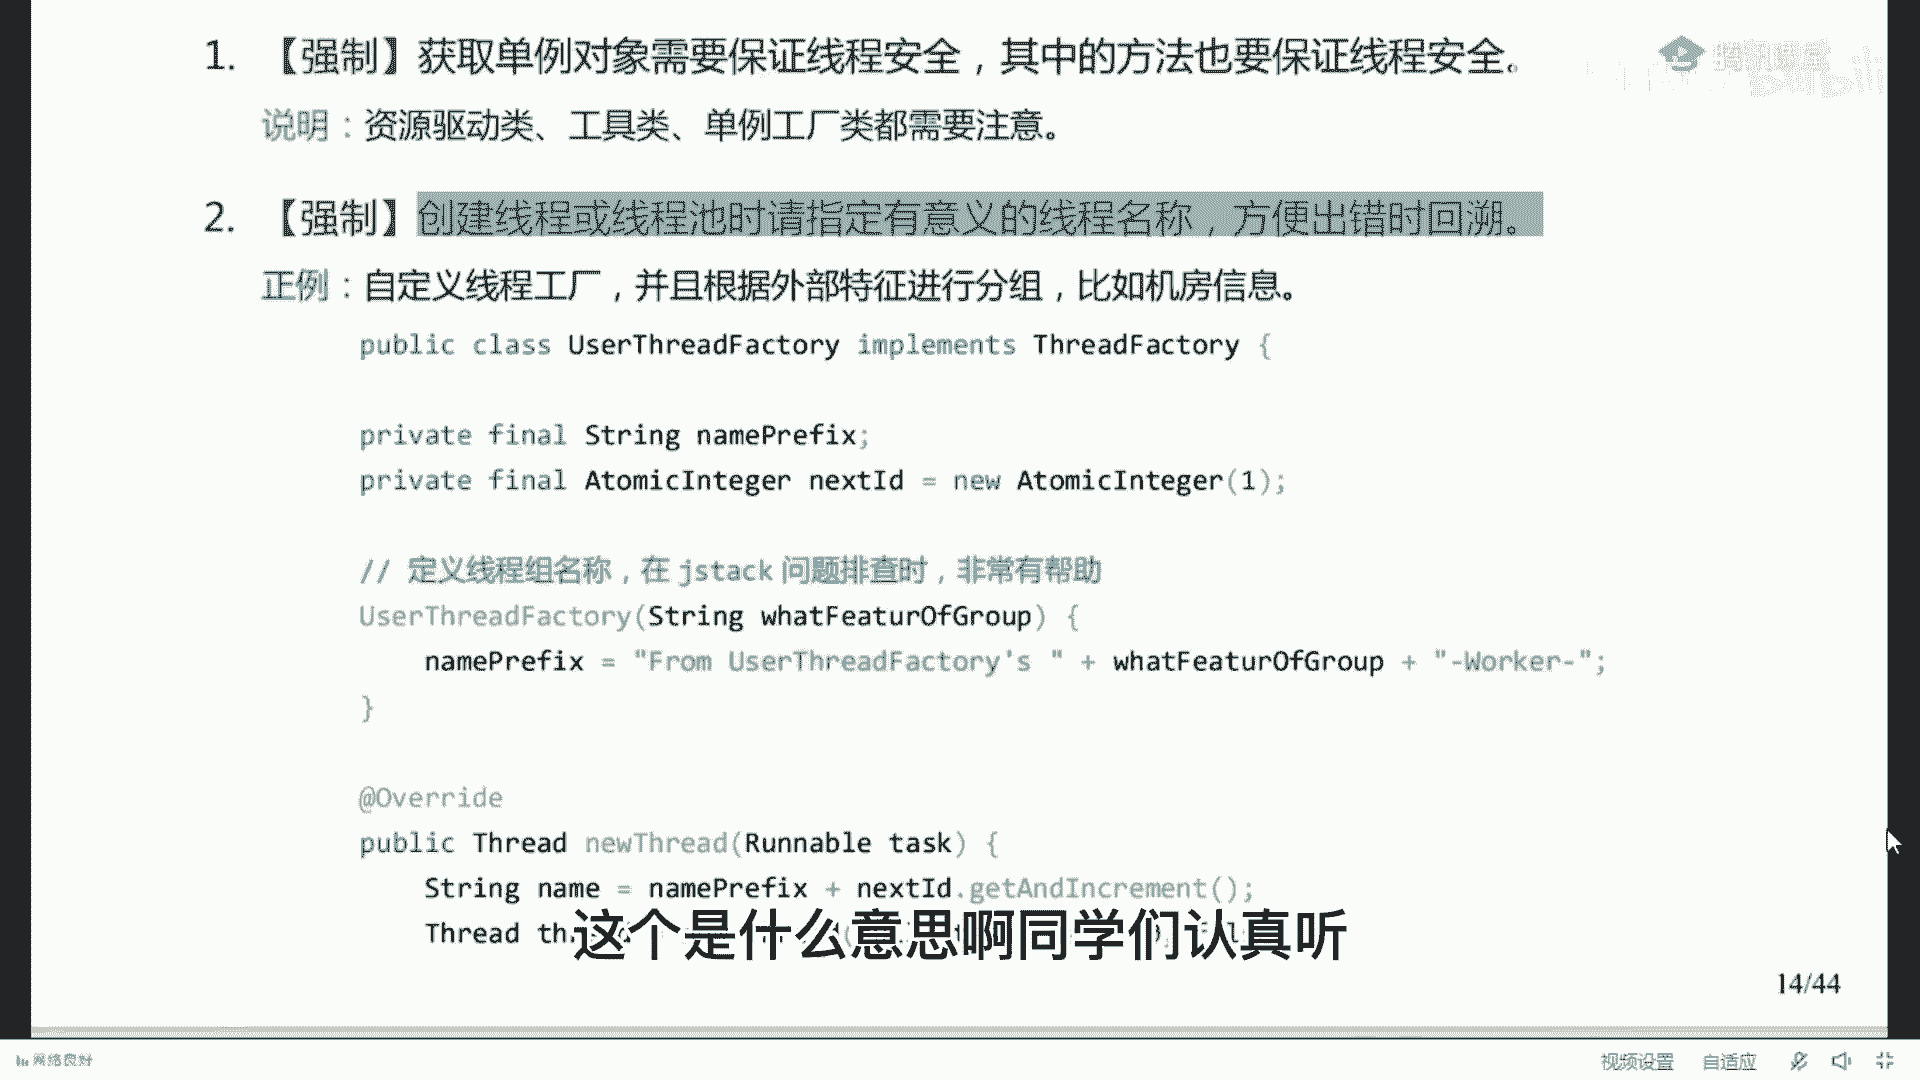 1. 【强制】获取单例对象需要保证线程安全，其中的方法也要保证线程安全。
说明：资源驱动类、工具类、单例工厂类都需要注意。
2. 【强制】创建线程或线程池时请指定有意义的线程名称，方便出错时回溯。
正例：自定义线程工厂，并且根据外部特征进行分组，比如机房信息。
public class UserThreadFactory implements ThreadFactory {
private final String namePrefix;
private final AtomicInteger nextId = new AtomicInteger(1);
// 定义线程组名称，在 jstack 问题排查时，非常有帮助
UserThreadFactory(String whatFeaturOfGroup) {
namePrefix = "From UserThreadFactory's " + whatFeaturOfGroup + "-Worker-";
}
@Override
public Thread newThread(Runnable task) {
String name = namePrefix + nextId.getAndIncrement();
Thread
这个是什么意思啊同学们认真听
14/44
网络良好
视频设置 自适应